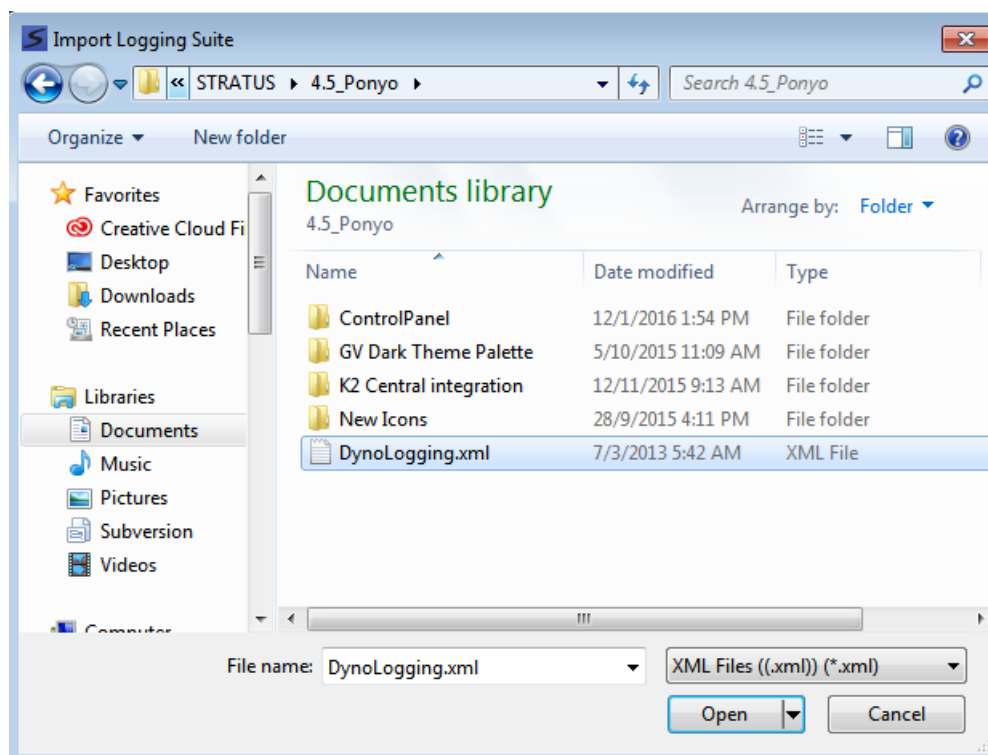 Import Logging Suite
« STRATUS 4.5_Ponyo Search 4.5_Ponyo
Organize New folder
Favorites
Creative Cloud Fi
Desktop
Downloads
Recent Places
Libraries
Documents
Music
Pictures
Subversion
Videos
Computer
Documents library
4.5_Ponyo
Arrange by: Folder
Name Date modified Type
ControlPanel 12/1/2016 1:54 PM File folder
GV Dark Theme Palette 5/10/2015 11:09 AM File folder
K2 Central integration 12/11/2015 9:13 AM File folder
New Icons 28/9/2015 4:11 PM File folder
DynoLogging.xml 7/3/2013 5:42 AM XML File
File name: DynoLogging.xml XML Files ((.xml)) (*.xml)
Open Cancel